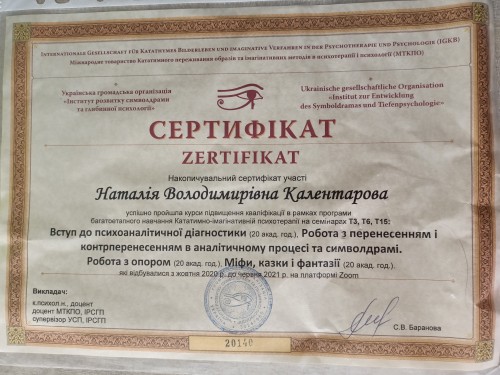 INTERNATIONALE GESELLSCHAFT FÜR KATATHYMES BILDERLEBEN UND IMAGINATIVE VERFAHREN IN DER PSYCHOTHERAPIE UND PSYCHOLOGIE (IGKB)
Міжнародне товариство Кататимного переживання образів та імагінативних методів в психотерапії і психології (МТКПО)
Українська громадська організація
«Інститут розвитку символдрами
та глибинної психології»
Ukrainische gesellschaftliche Organisation
«Institut zur Entwicklung
des Symboldramas und Tiefenpsychologie»
СЕРТИФІКАТ
ZERTIFIKAT
Накопичувальний сертифікат участі
Наталія Володимирівна Калентарова
успішно пройшла курси підвищення кваліфікації в рамках програми
багатоетапного навчання Кататимно-імагінативній психотерапії на семінарах Т3, Т6, Т15:
Вступ до психоаналітичної діагностики (20 акад. год.), Робота з перенесенням і
контрперенесенням в аналітичному процесі та символдрамі.
Робота з опором (20 акад. год.), Міфи, казки і фантазії (20 акад. год.),
які відбувалися з жовтня 2020 р. до червня 2021 р. на платформі Zoom
Викладач:
к.психол.н., доцент
доцент МТКПО, ІРСГП
супервізор УСП, ІРСГП
С.В. Баранова
20140